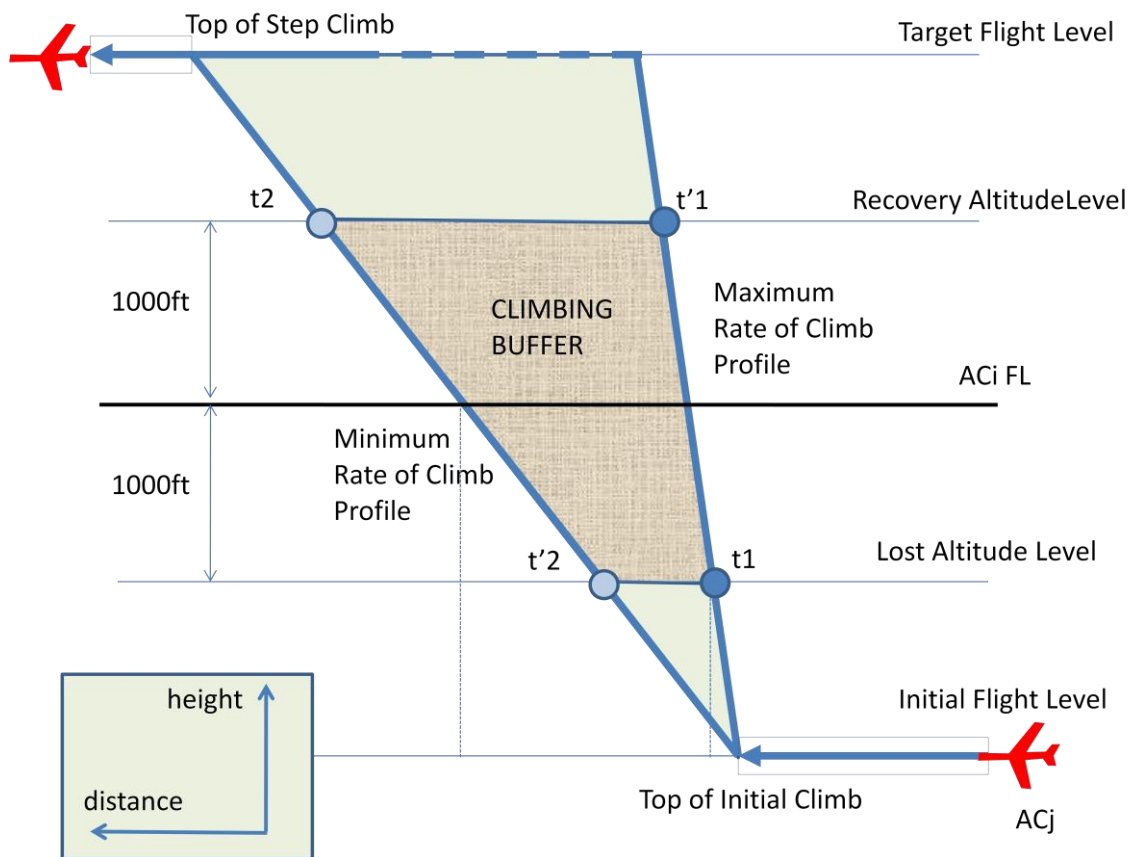 Top of Step Climb
Target Flight Level
t2
t'1
Recovery AltitudeLevel
1000ft
CLIMBING
BUFFER
Maximum
Rate of Climb
Profile
ACi FL
Minimum
Rate of Climb
Profile
1000ft
t'2
t1
Lost Altitude Level
height
distance
Initial Flight Level
Top of Initial Climb
ACj